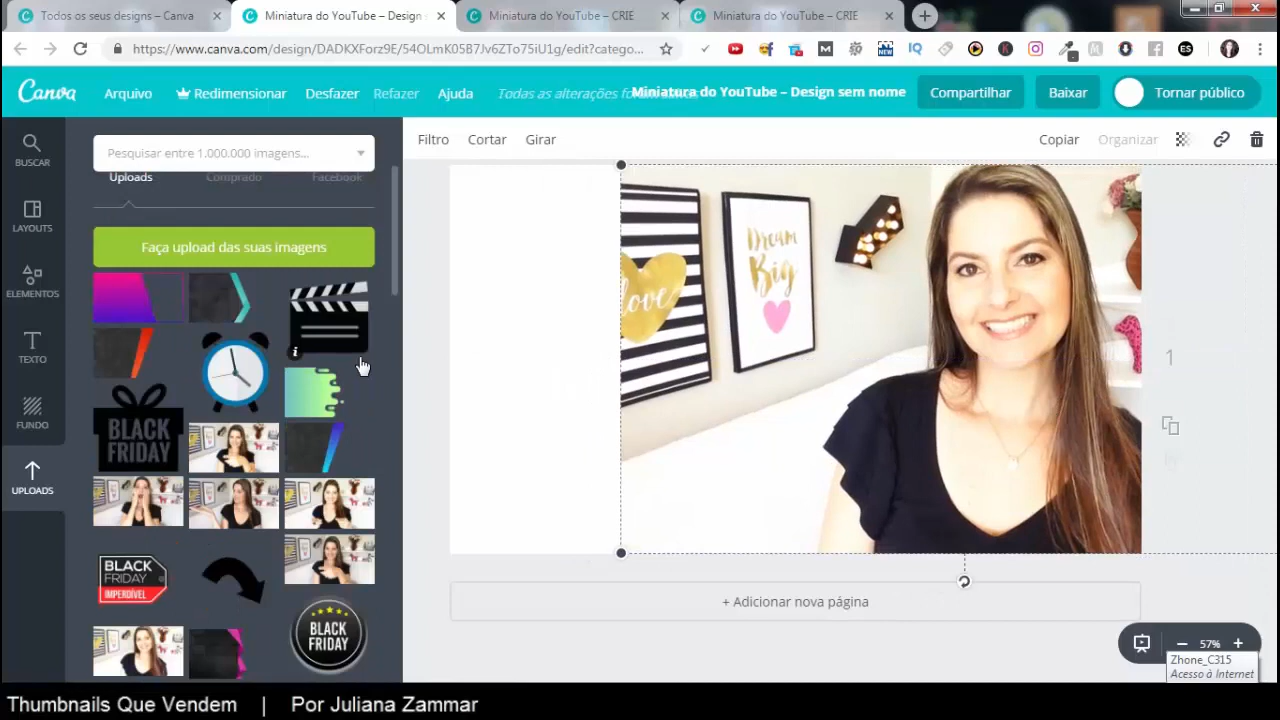 Todos os seus designs – Canva
Miniatura do YouTube – Design s
Miniatura do YouTube – CRIE
Miniatura do YouTube – CRIE
https://www.canva.com/design/DADKXForz9E/54OLmK05B7Jv6ZTo75iU1g/edit?catego...
NEW
IQ
ES
Canva
Arquivo
Redimensionar
Desfazer
Refazer
Ajuda
Todas as alterações fo
Miniatura do YouTube – Design sem nome
Compartilhar
Baixar
Tornar público
BUSCAR
LAYOUTS
ELEMENTOS
TEXTO
FUNDO
UPLOADS
Pesquisar entre 1.000.000 imagens...
Uploads
Comprado
Facebook
Faça upload das suas imagens
BLACK
FRIDAY
BLACK
FRIDAY
IMPERDÍVEL
BLACK
FRIDAY
Filtro
Cortar
Girar
Copiar
Organizar
love
Dream
Big
1
+ Adicionar nova página
57%
Zhone_C315
Acesso à Internet
Thumbnails Que Vendem | Por Juliana Zammar